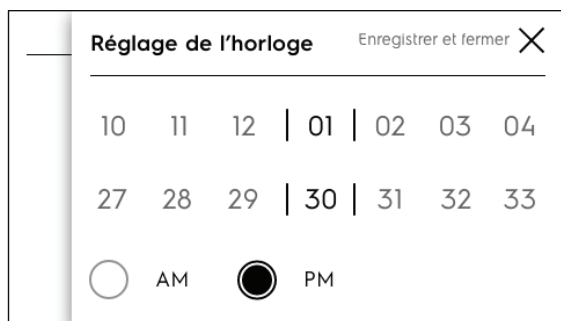 Réglage de l'horloge Enregistrer et fermer
10 11 12 01 02 03 04
27 28 29 30 31 32 33
AM PM